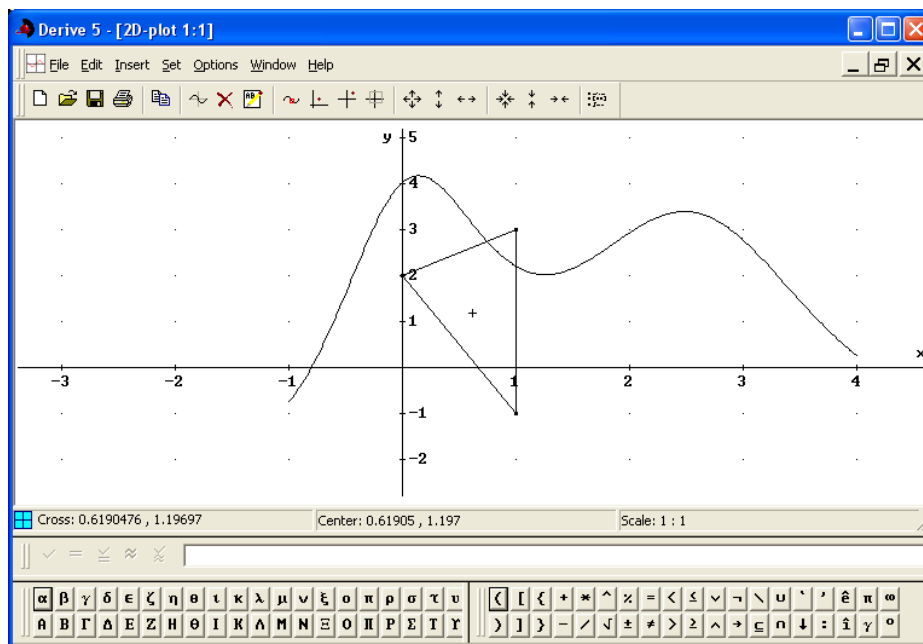 Derive 5 - [2D-plot 1:1]
File Edit Insert Set Options Window Help
y 5
4
3
2
1
x
-3 -2 -1 1 2 3 4
-1
-2
Cross: 0.6190476 , 1.19697 Center: 0.61905 , 1.197 Scale: 1 : 1
α β γ δ ε ζ η θ ι κ λ μ ν ξ ο π ρ σ τ υ ( [ { + * ^ % = < ≤ ∨ ¬ \ ∪ ‵ ′ ê π ∞
Α Β Γ Δ Ε Ζ Η Θ Ι Κ Λ Μ Ν Ξ Ο Π Ρ Σ Τ Υ ) ] } − / √ ± ≠ > ≥ ∧ → ⊆ ∩ ↓ : î γ º